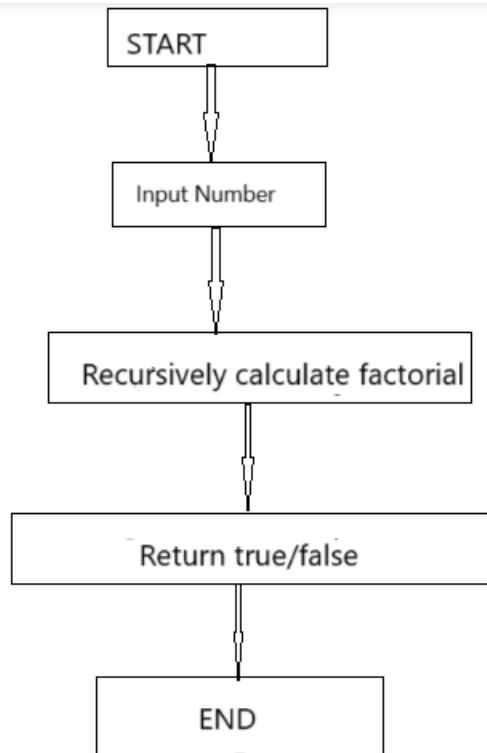 START
Input Number
Recursively calculate factorial
Return true/false
END